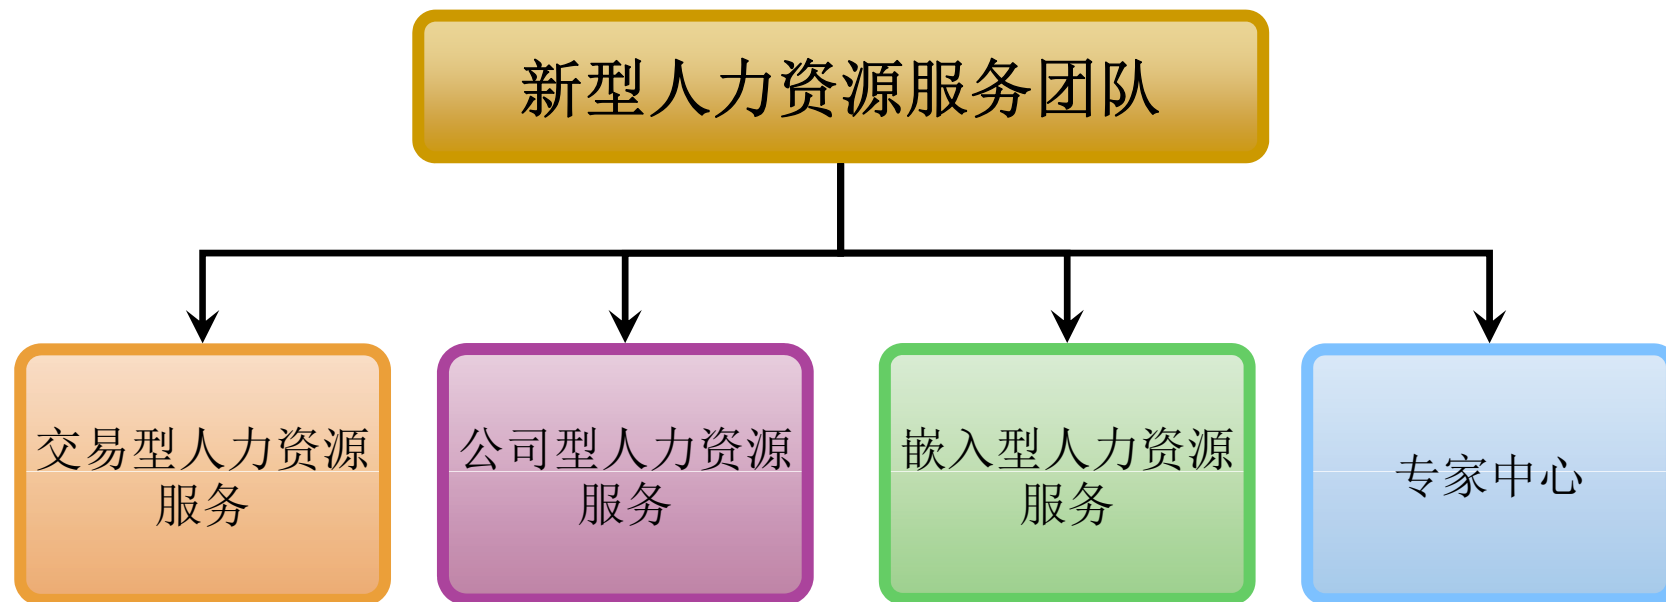 新型人力资源服务团队
交易型人力资源
服务
公司型人力资源
服务
嵌入型人力资源
服务
专家中心